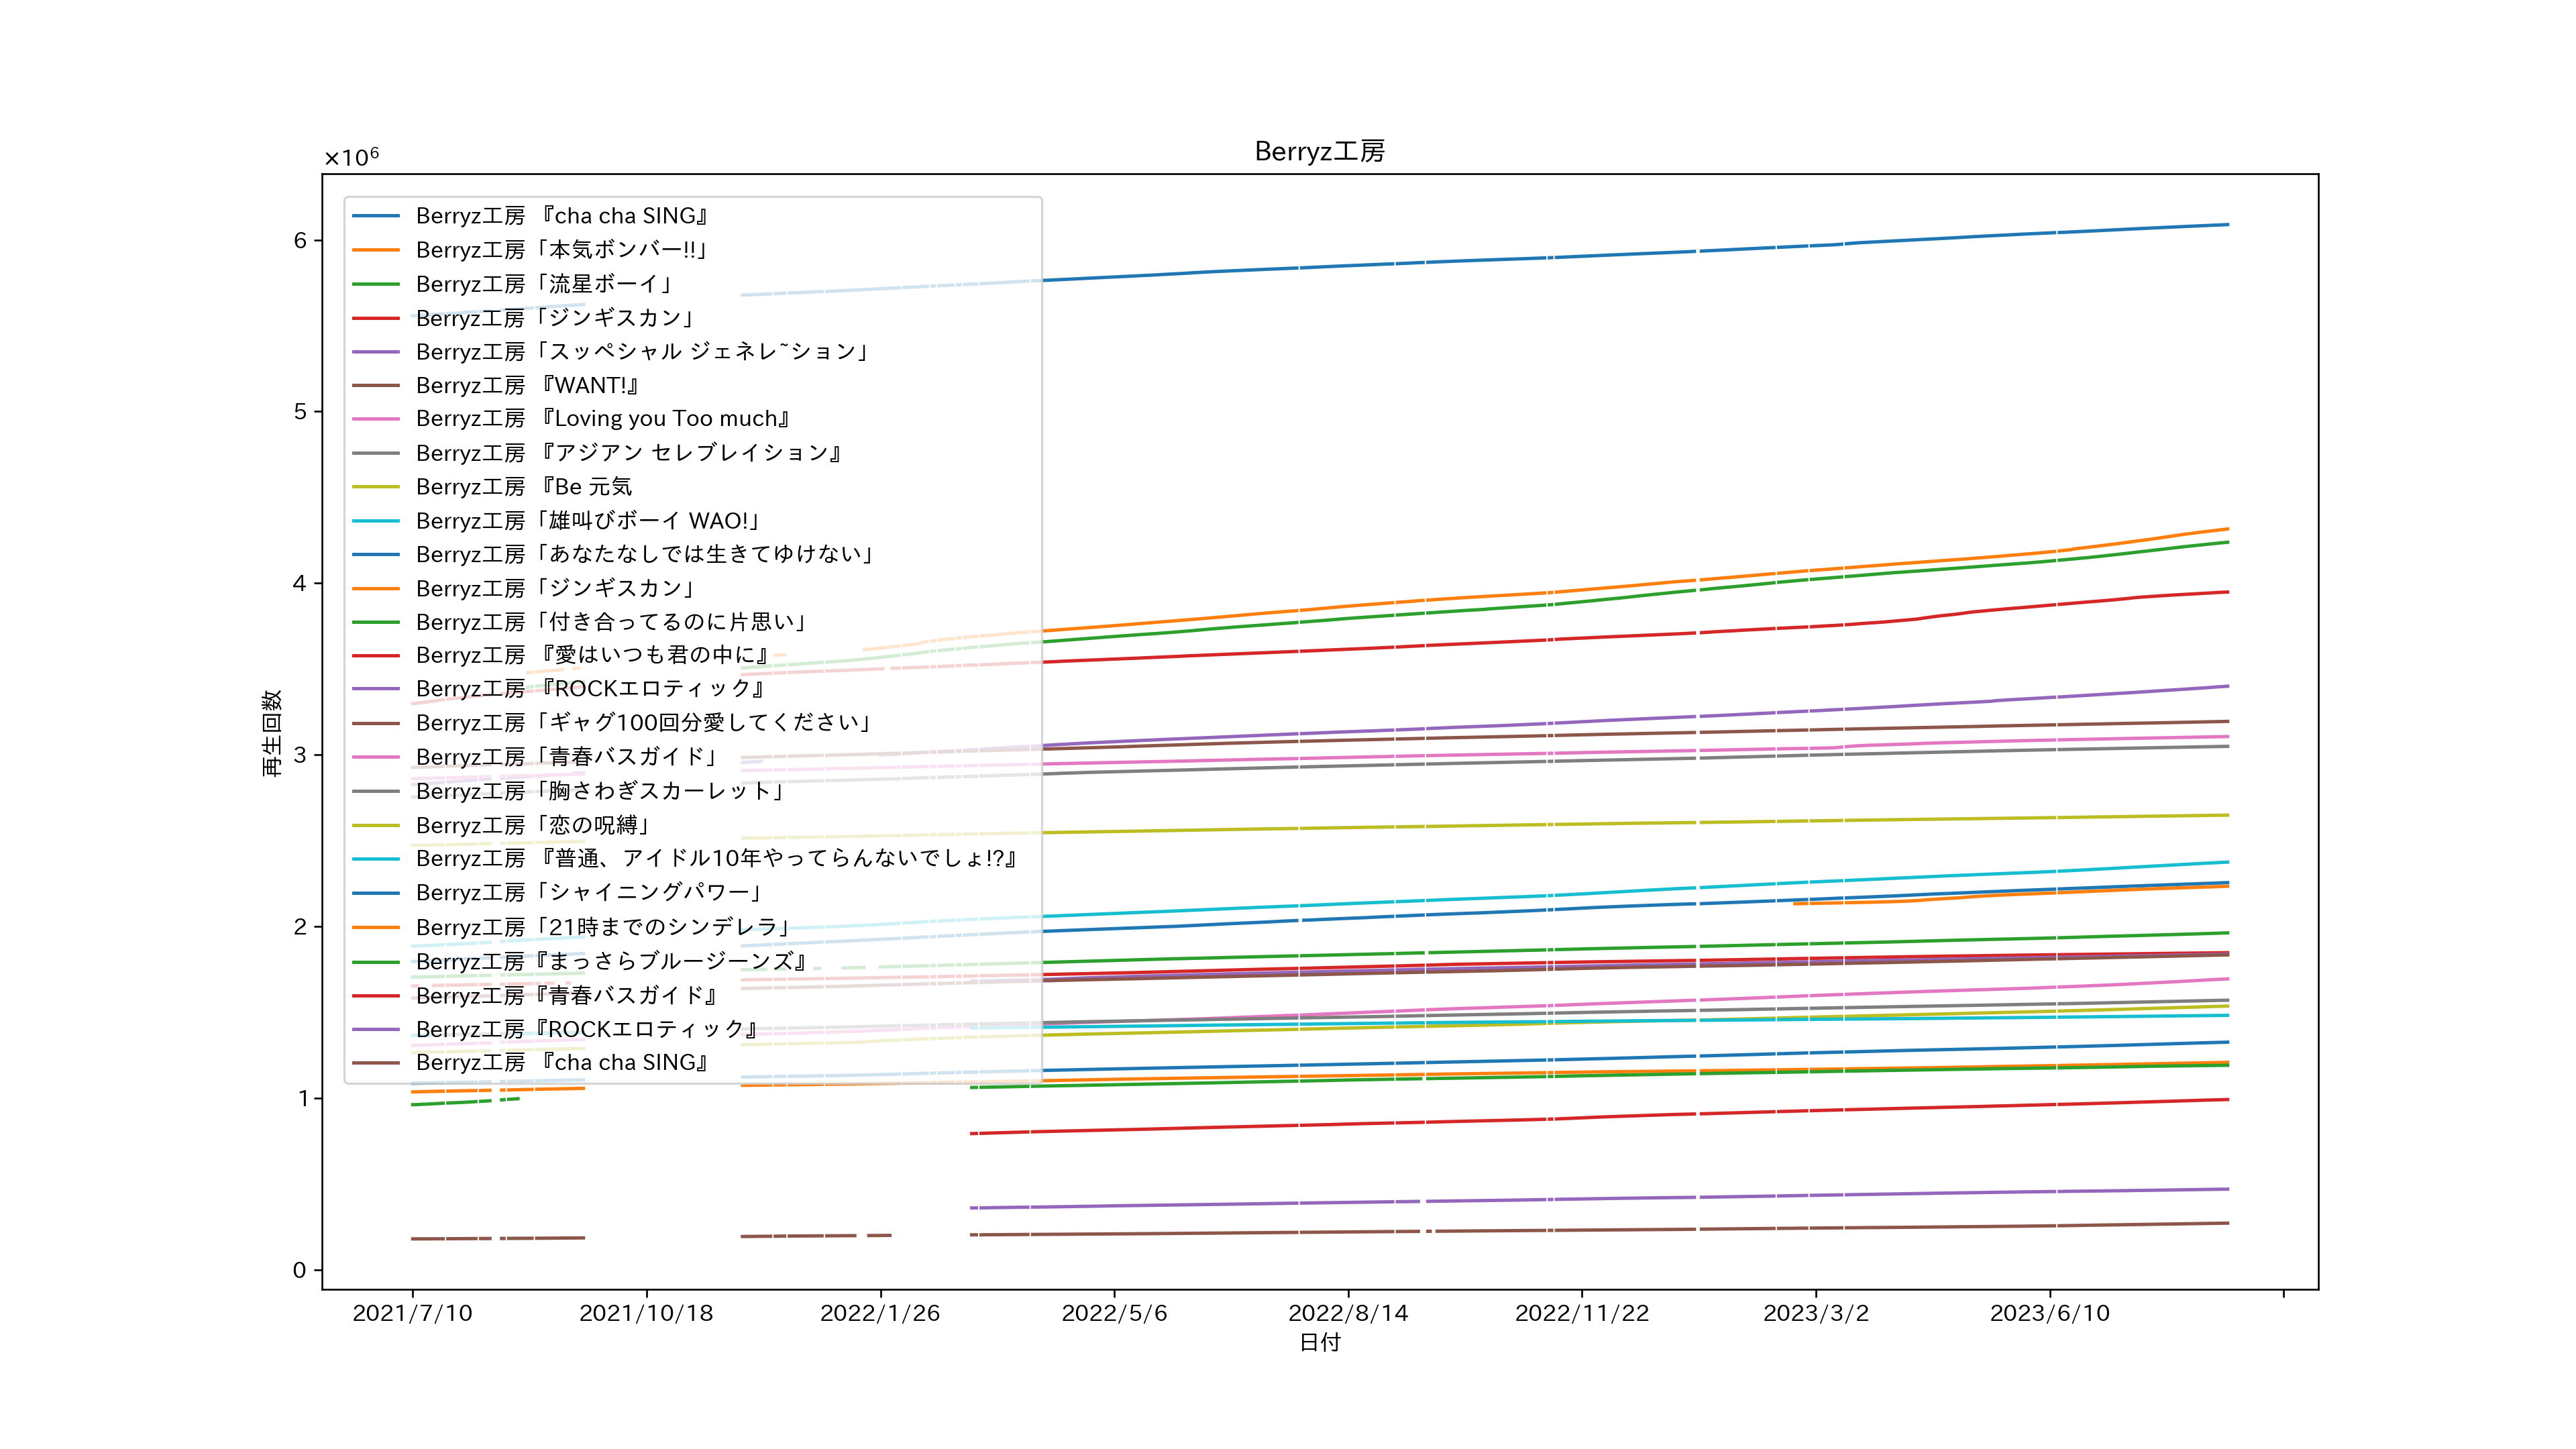 Berryz工房
×10⁶
Berryz工房 『cha cha SING』
Berryz工房「本気ボンバー!!」
Berryz工房「流星ボーイ」
Berryz工房「ジンギスカン」
Berryz工房「スッペシャル ジェネレ~ション」
Berryz工房 『WANT!』
Berryz工房 『Loving you Too much』
Berryz工房 『アジアン セレブレイション』
Berryz工房 『Be 元気
Berryz工房「雄叫びボーイ WAO!」
Berryz工房「あなたなしでは生きてゆけない」
Berryz工房「ジンギスカン」
Berryz工房「付き合ってるのに片思い」
Berryz工房 『愛はいつも君の中に』
Berryz工房 『ROCKエロティック』
Berryz工房「ギャグ100回分愛してください」
Berryz工房「青春バスガイド」
Berryz工房「胸さわぎスカーレット」
Berryz工房「恋の呪縛」
Berryz工房 『普通、アイドル10年やってらんないでしょ!?』
Berryz工房「シャイニングパワー」
Berryz工房「21時までのシンデレラ」
Berryz工房『まっさらブルージーンズ』
Berryz工房『青春バスガイド』
Berryz工房『ROCKエロティック』
Berryz工房 『cha cha SING』
6
5
4
3
2
1
0
再生回数
2021/7/10 2021/10/18 2022/1/26 2022/5/6 2022/8/14 2022/11/22 2023/3/2 2023/6/10
日付